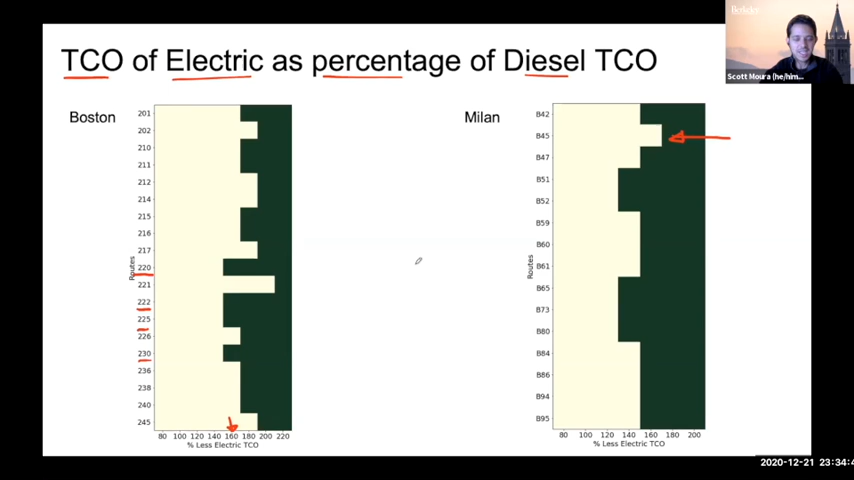 Berkeley
Scott Moura (he/him...
TCO of Electric as percentage of Diesel TCO
Boston
Routes
201
202
210
211
212
214
215
216
217
220
221
222
225
226
230
236
238
240
245
80 100 120 140 160 180 200 220
% Less Electric TCO
Milan
Routes
B42
B45
B47
B51
B52
B59
B60
B61
B65
B73
B80
B84
B86
B94
B95
80 100 120 140 160 180 200
% Less Electric TCO
2020-12-21 23:34:4